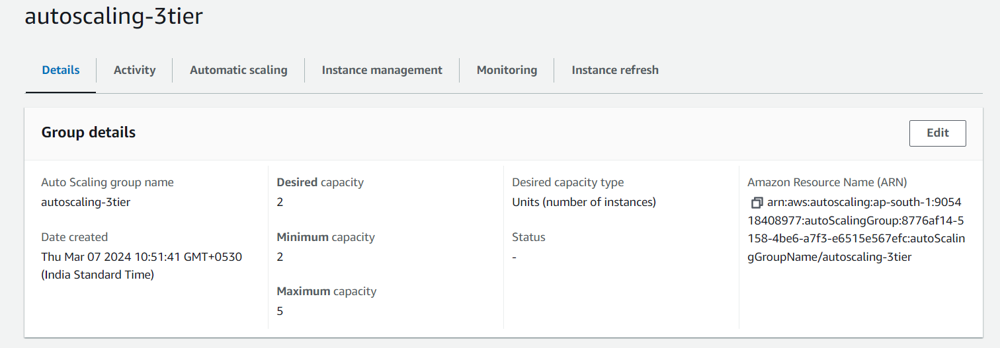 autoscaling-3tier
Details
Activity
Automatic scaling
Instance management
Monitoring
Instance refresh
Group details
Edit
Auto Scaling group name
autoscaling-3tier
Date created
Thu Mar 07 2024 10:51:41 GMT+0530
(India Standard Time)
Desired capacity
2
Minimum capacity
2
Maximum capacity
5
Desired capacity type
Units (number of instances)
Status
-
Amazon Resource Name (ARN)
arn:aws:autoscaling:ap-south-1:9054
18408977:autoScalingGroup:8776af14-5
158-4be6-a7f3-e6515e567efc:autoScalin
gGroupName/autoscaling-3tier